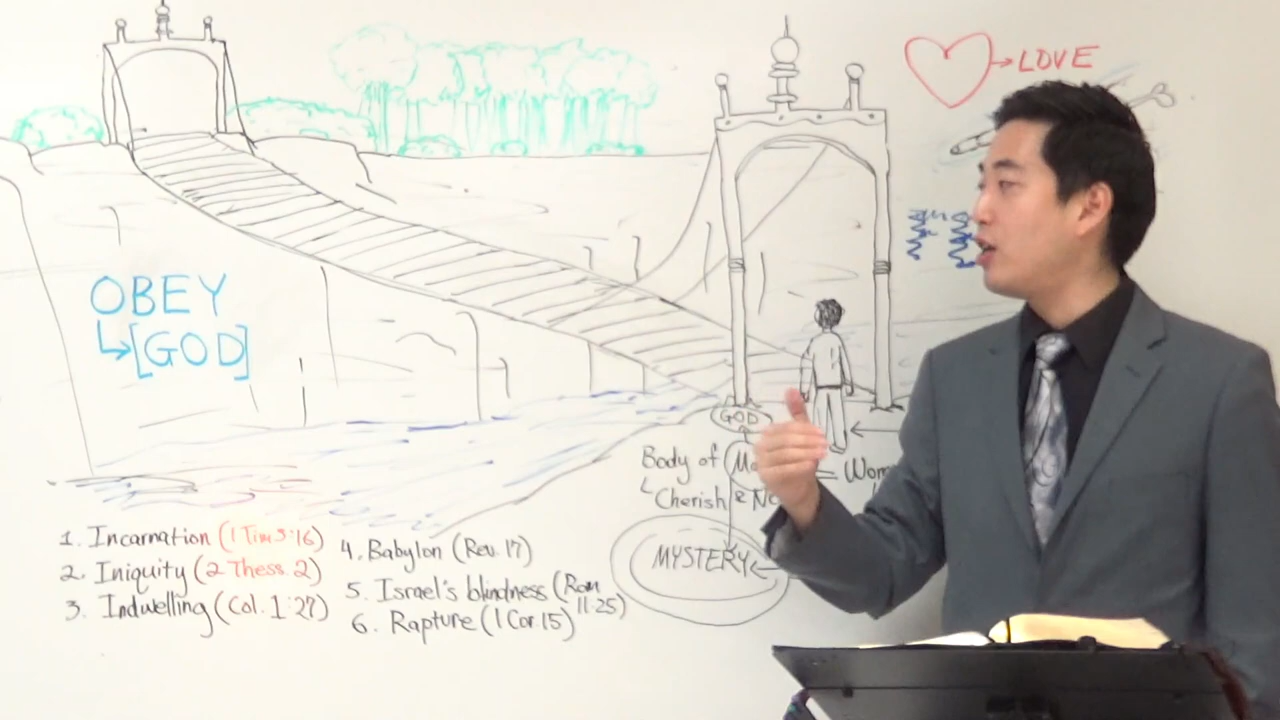 LOVE
OBEY
[GOD]
GOD
Body of
Cherish &
MYSTERY
1. Incarnation (1 Tim 3:16)
2. Iniquity (2 Thess. 2)
3. Indwelling (Col. 1:27)
4. Babylon (Rev. 17)
5. Israel's blindness (Rom
11:25)
6. Rapture (1 Cor. 15)